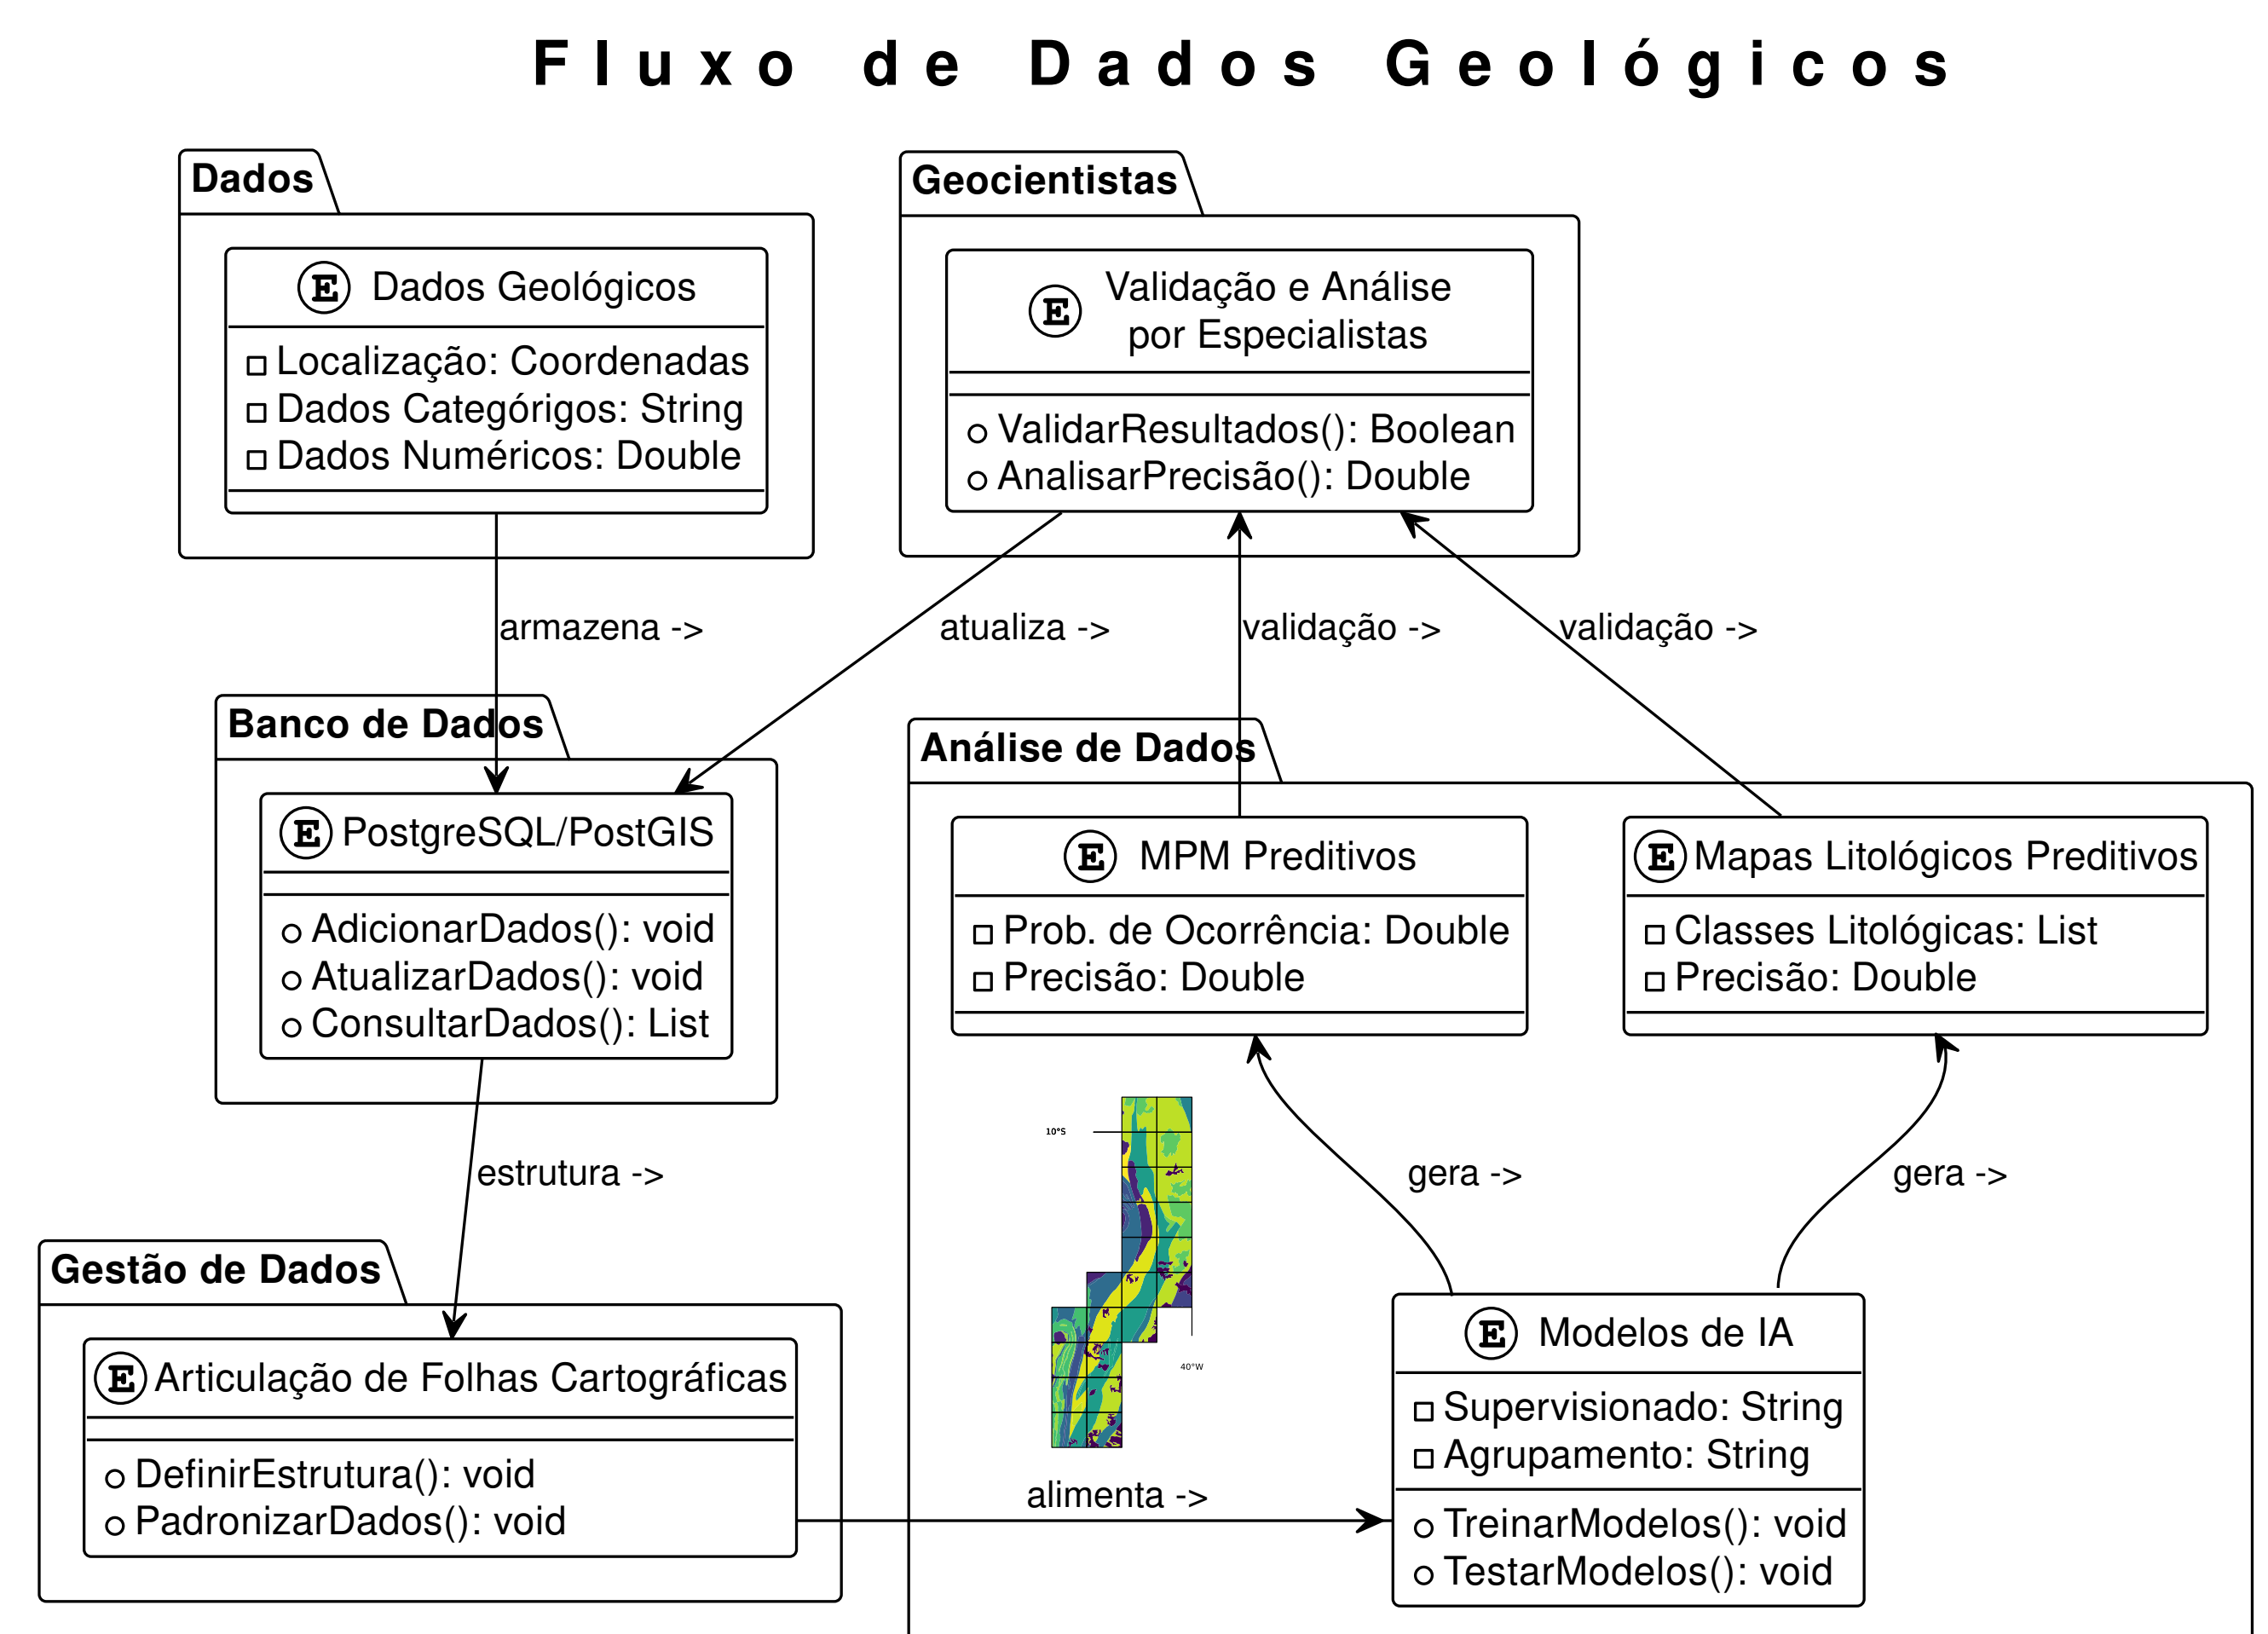 Fluxo de Dados Geológicos
Dados
E Dados Geológicos
Localização: Coordenadas
Dados Categórigos: String
Dados Numéricos: Double
Geocientistas
E Validação e Análise
por Especialistas
ValidarResultados(): Boolean
AnalisarPrecisão(): Double
armazena ->
atualiza ->
validação ->
validação ->
Banco de Dados
E PostgreSQL/PostGIS
AdicionarDados(): void
AtualizarDados(): void
ConsultarDados(): List
Análise de Dados
E MPM Preditivos
Prob. de Ocorrência: Double
Precisão: Double
E Mapas Litológicos Preditivos
Classes Litológicas: List
Precisão: Double
10°S
40°W
estrutura ->
gera ->
gera ->
Gestão de Dados
E Articulação de Folhas Cartográficas
DefinirEstrutura(): void
PadronizarDados(): void
alimenta ->
E Modelos de IA
Supervisionado: String
Agrupamento: String
TreinarModelos(): void
TestarModelos(): void